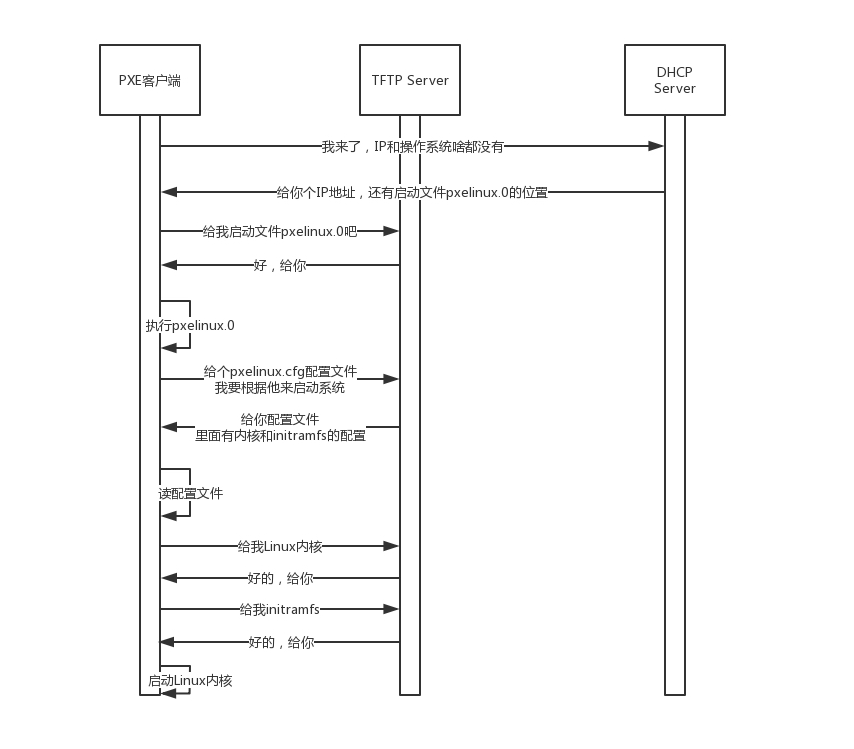 PXE客户端
TFTP Server
DHCP
Server
我来了，IP和操作系统啥都没有
给你个IP地址，还有启动文件pxelinux.0的位置
给我启动文件pxelinux.0吧
好，给你
执行pxelinux.0
给个pxelinux.cfg配置文件
我要根据他来启动系统
给你配置文件
里面有内核和initramfs的配置
读配置文件
给我Linux内核
好的，给你
给我initramfs
好的，给你
启动Linux内核